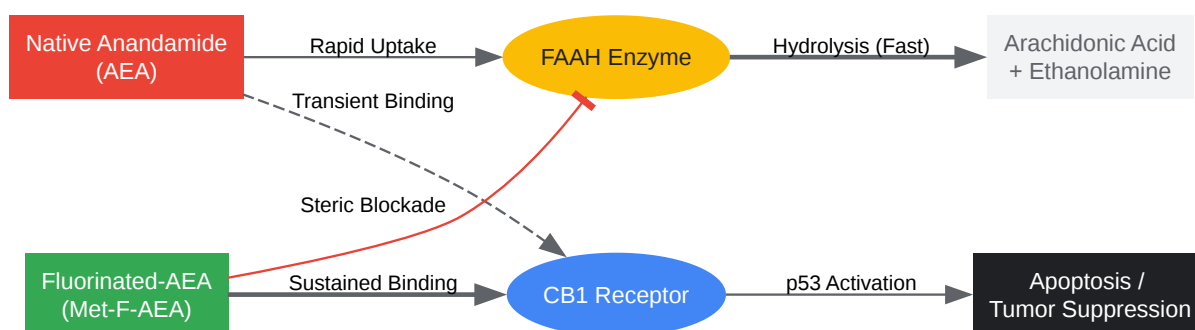 Native Anandamide
(AEA)
Rapid Uptake
FAAH Enzyme
Hydrolysis (Fast)
Arachidonic Acid
+ Ethanolamine
Transient Binding
Steric Blockade
Fluorinated-AEA
(Met-F-AEA)
Sustained Binding
CB1 Receptor
p53 Activation
Apoptosis /
Tumor Suppression